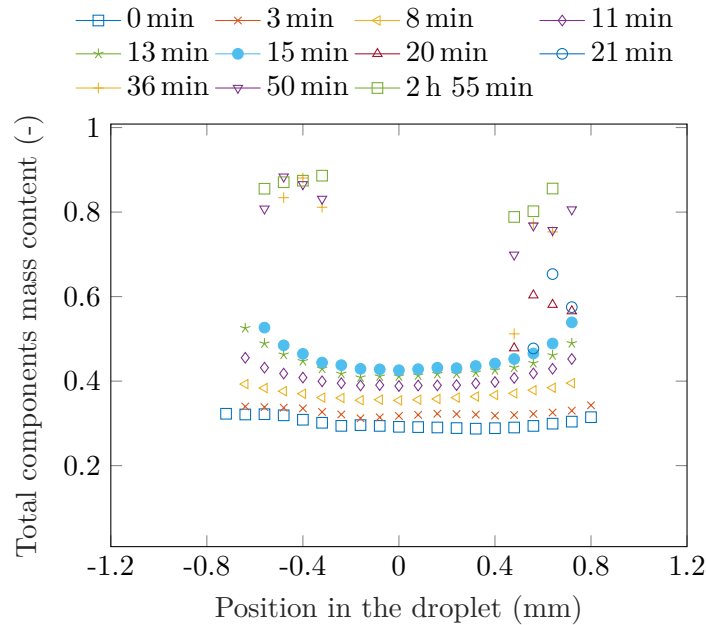 0 min 3 min 8 min 11 min
13 min 15 min 20 min 21 min
36 min 50 min 2 h 55 min
1
0.8
0.6
0.4
0.2
-1.2 -0.8 -0.4 0 0.4 0.8 1.2
Position in the droplet (mm)
Total components mass content (-)